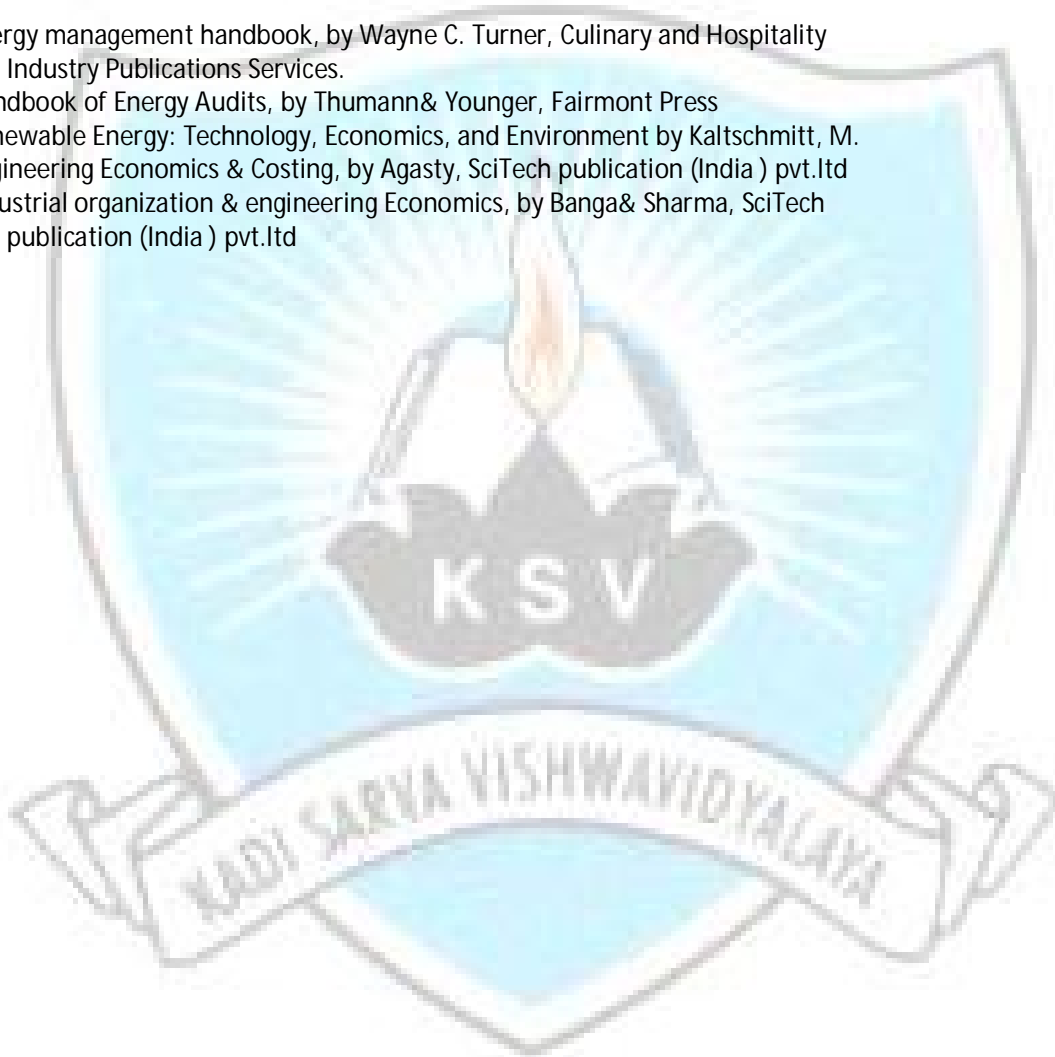 ergy management handbook, by Wayne C. Turner, Culinary and Hospitality
Industry Publications Services.
ndbook of Energy Audits, by Thumann& Younger, Fairmont Press
newable Energy: Technology, Economics, and Environment by Kaltschmitt, M.
gineering Economics & Costing, by Agasty, SciTech publication (India ) pvt.ltd
ustrial organization & engineering Economics, by Banga& Sharma, SciTech
publication (India ) pvt.ltd
KSV
KADI SARVA VISHWAVIDYALAYA